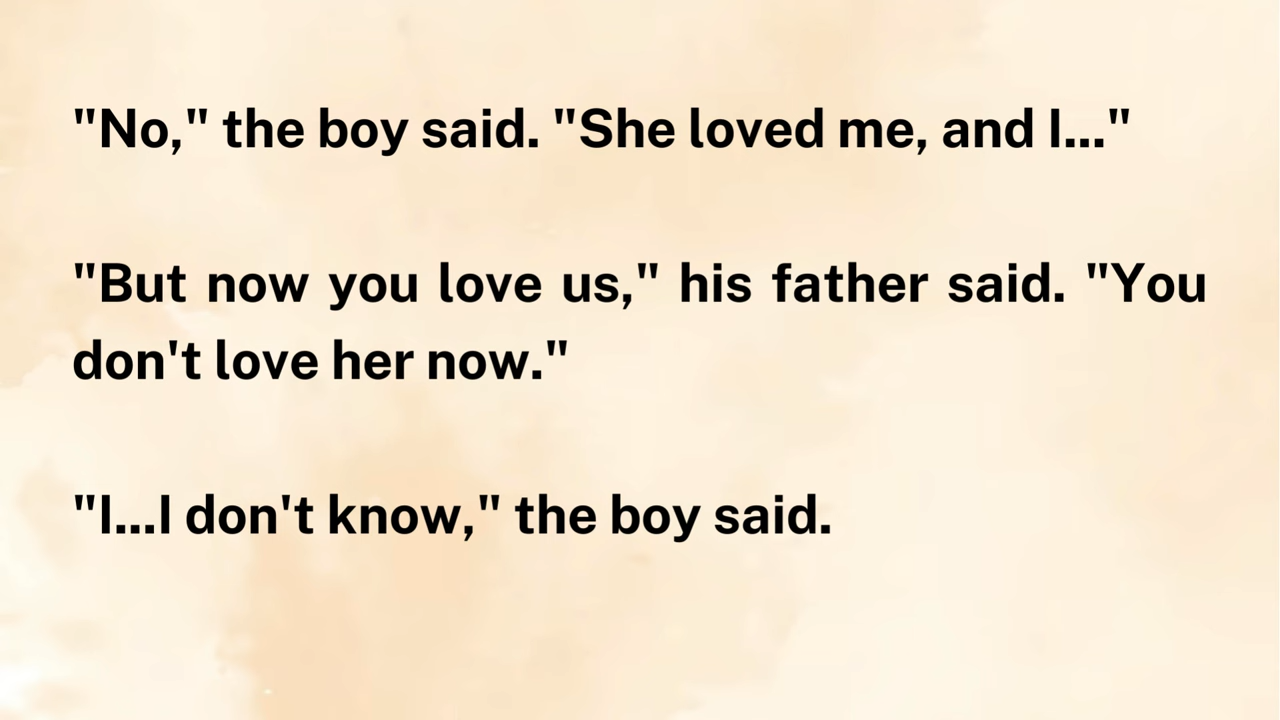 "No," the boy said. "She loved me, and I..."
"But now you love us," his father said. "You
don't love her now."
"I...I don't know," the boy said.